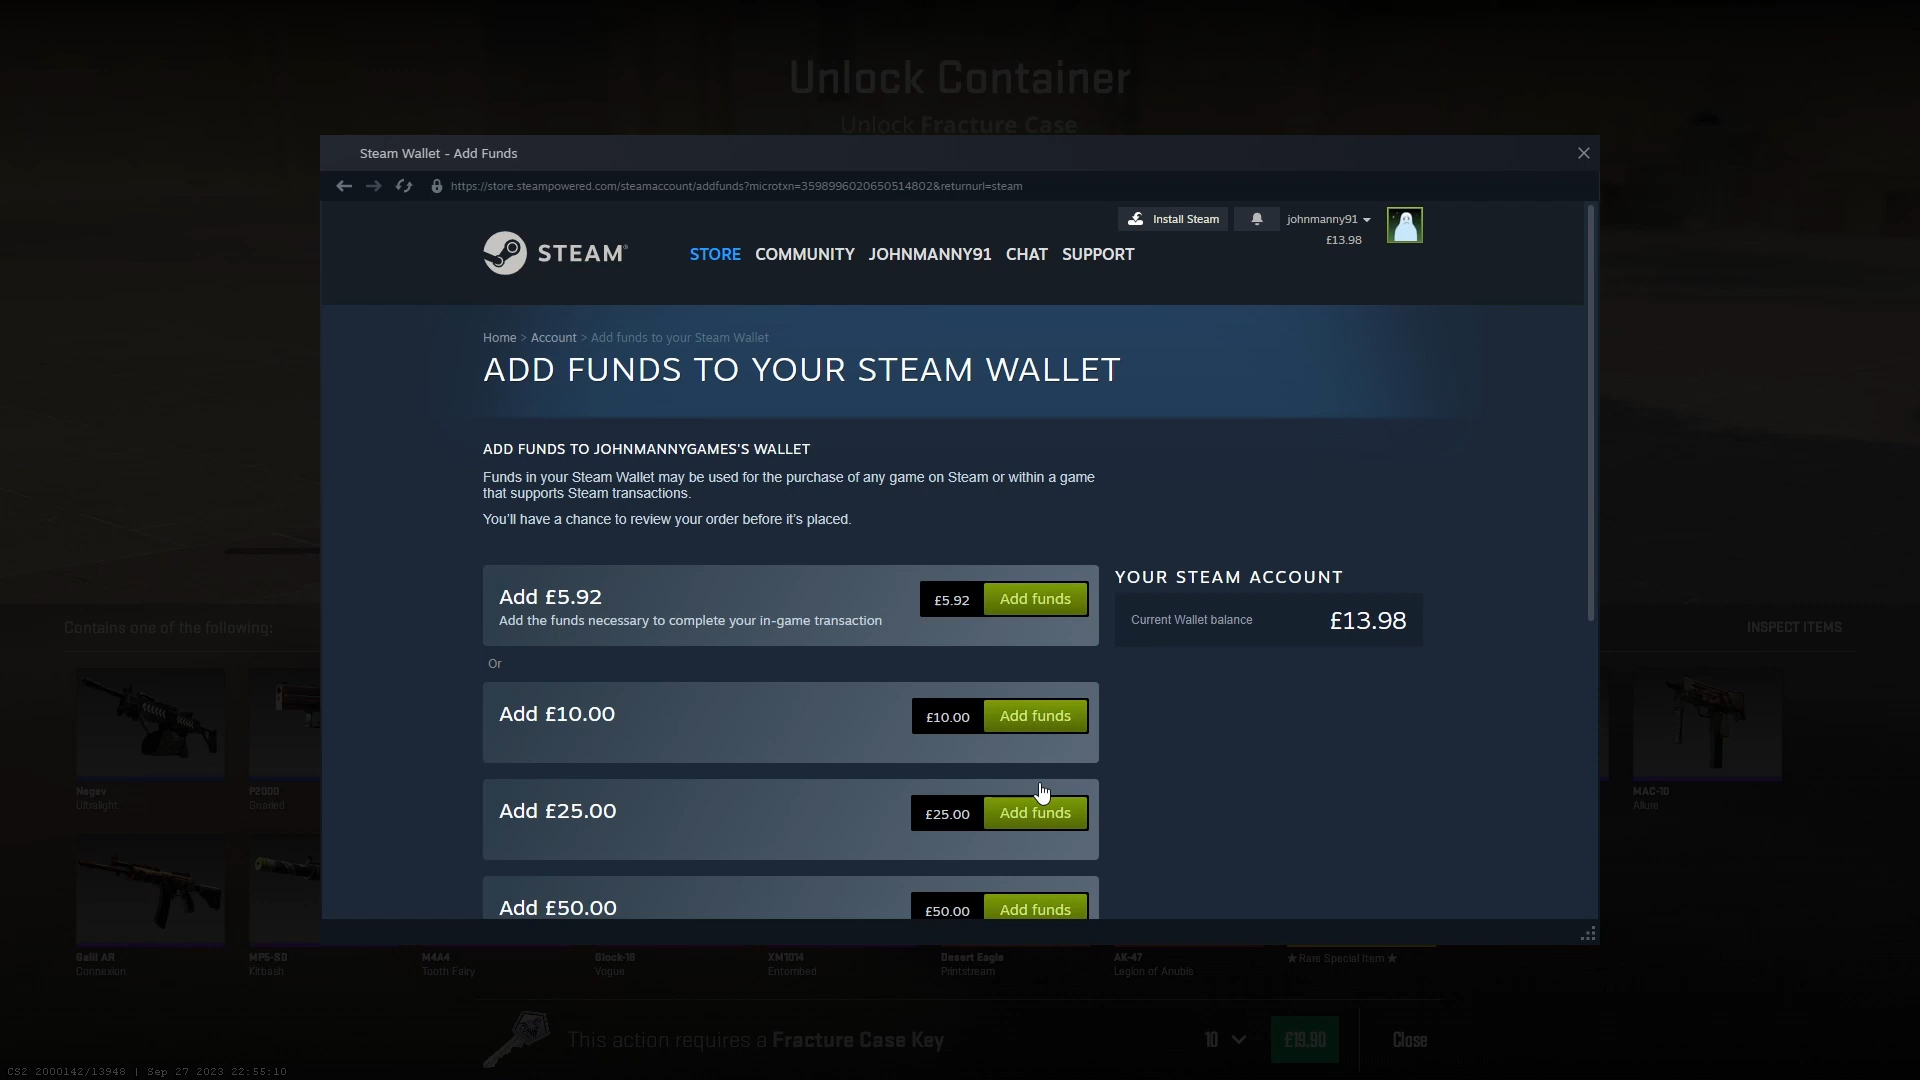 Unlock Container
Unlock Fracture Case
Steam Wallet - Add Funds
https://store.steampowered.com/steamaccount/addfunds?microtxn=3598996020650514802&returnurl=steam
Install Steam
johnmanny91
£13.98
STEAM®
STORE COMMUNITY JOHNMANNY91 CHAT SUPPORT
Home > Account > Add funds to your Steam Wallet
ADD FUNDS TO YOUR STEAM WALLET
ADD FUNDS TO JOHNMANNYGAMES'S WALLET
Funds in your Steam Wallet may be used for the purchase of any game on Steam or within a game
that supports Steam transactions.
You'll have a chance to review your order before it's placed.
Add £5.92
Add the funds necessary to complete your in-game transaction
£5.92 Add funds
Or
Add £10.00
£10.00 Add funds
Add £25.00
£25.00 Add funds
Add £50.00
£50.00 Add funds
YOUR STEAM ACCOUNT
Current Wallet balance £13.98
Contains one of the following:
INSPECT ITEMS
Negev
Ultralight
P2000
Gnarled
MAC-10
Allure
Galil AR
Connexion
MP5-SD
Kitbash
M4A4
Tooth Fairy
Glock-18
Vogue
XM1014
Entombed
Desert Eagle
Printstream
AK-47
Legion of Anubis
★ Rare Special Item ★
This action requires a Fracture Case Key
10
£19.90
Close
CS2 2000142/13948 | Sep 27 2023 22:55:10